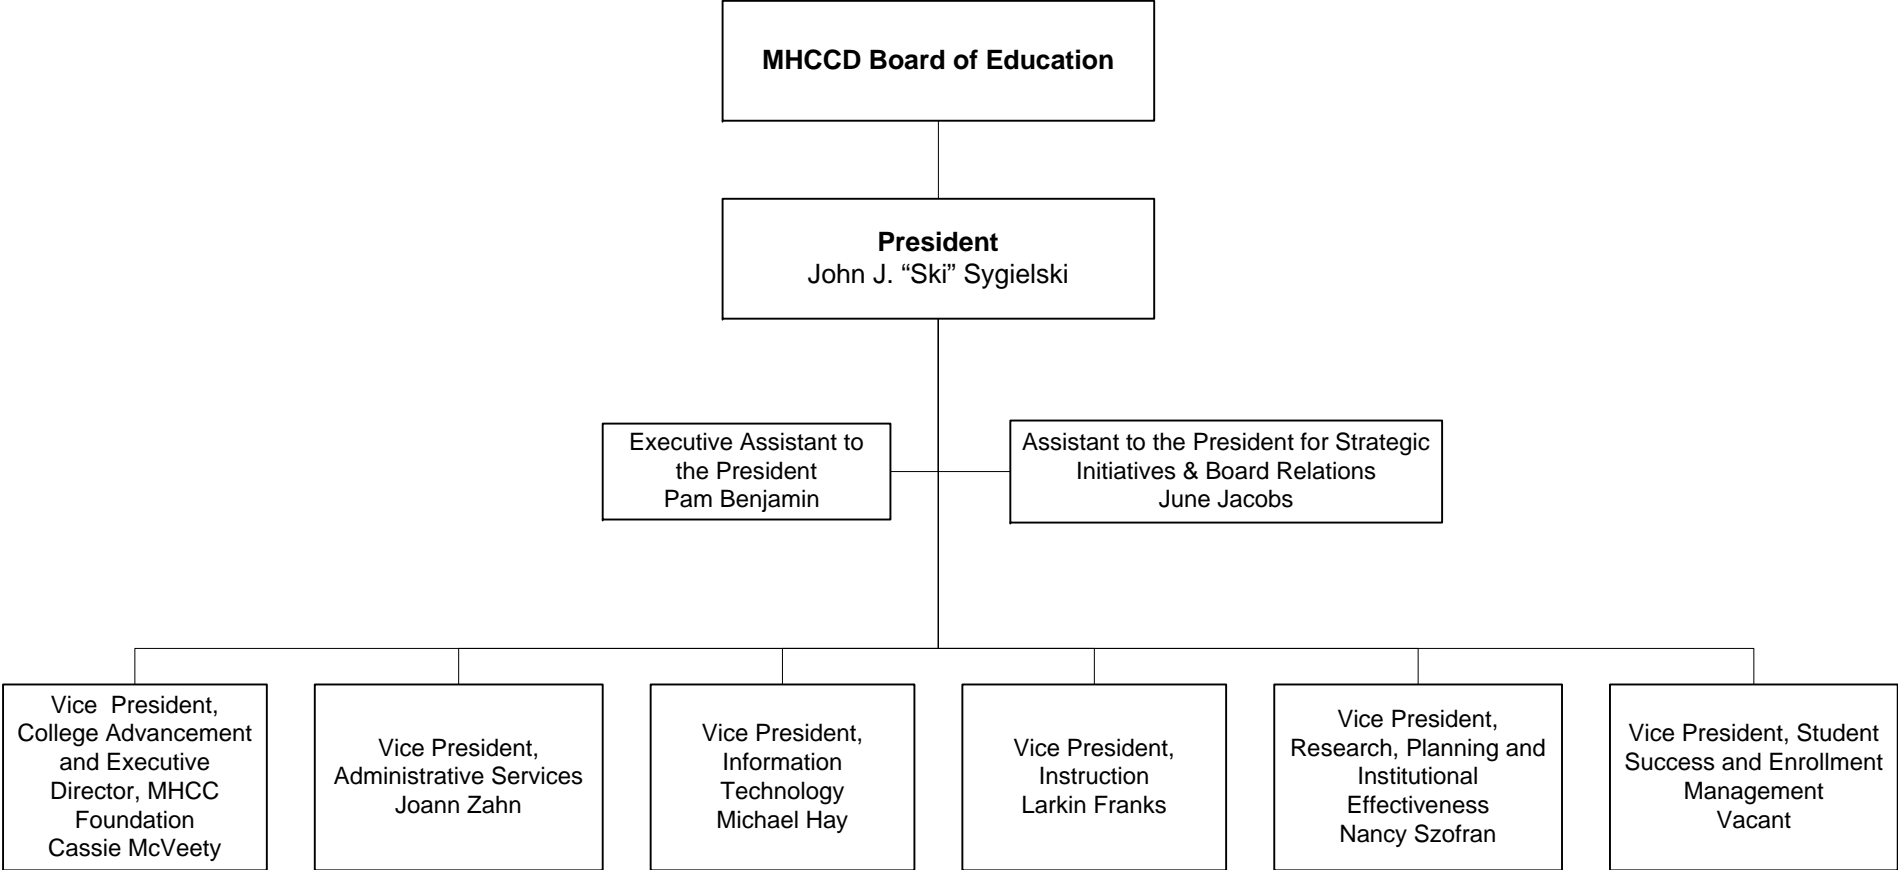 MHCCD Board of Education
President
John J. “Ski” Sygielski
Executive Assistant to
the President
Pam Benjamin
Assistant to the President for Strategic
Initiatives & Board Relations
June Jacobs
Vice  President,
College Advancement
and Executive
Director, MHCC
Foundation
Cassie McVeety
Vice President,
Administrative Services
Joann Zahn
Vice President,
Information
Technology
Michael Hay
Vice President,
Instruction
Larkin Franks
Vice President,
Research, Planning and
Institutional
Effectiveness
Nancy Szofran
Vice President, Student
Success and Enrollment
Management
Vacant